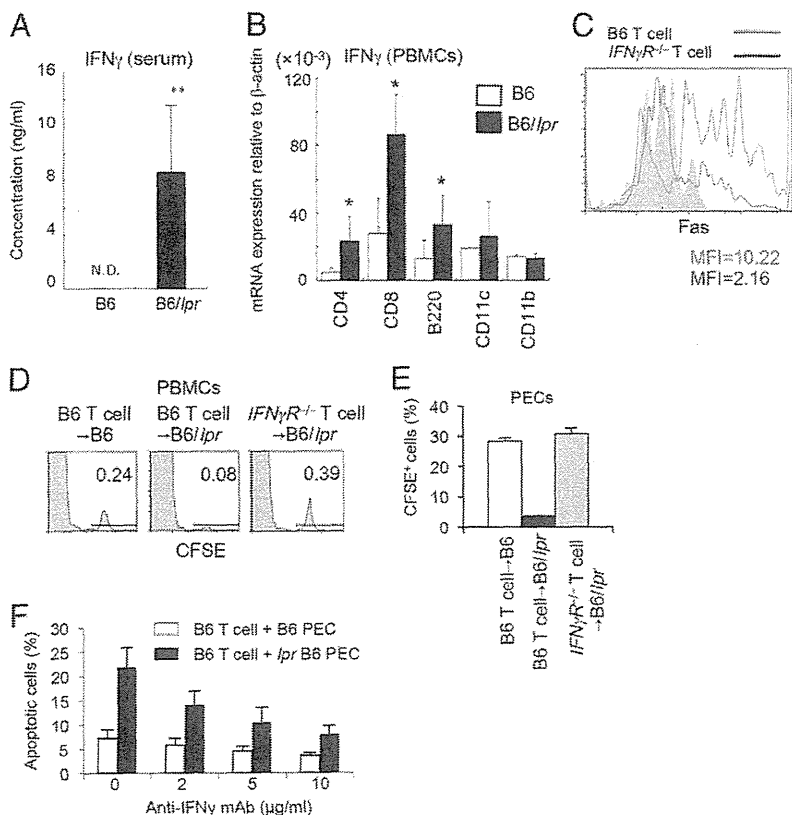 A
IFNγ (serum)
Concentration (ng/ml)
16
10
8
4
0
**
N.D.
B6
B6/lpr
B
(×10-3)
IFNγ (PBMCs)
mRNA expression relative to β-actin
120
80
40
0
*
*
*
B6
B6/lpr
CD4
CD8
B220
CD11c
CD11b
C
B6 T cell
IFNγR-/- T cell
Fas
MFI=10.22
MFI=2.16
D
PBMCs
B6 T cell
→B6
B6 T cell
→B6/lpr
IFNγR-/- T cell
→B6/lpr
0.24
0.08
0.39
CFSE
E
PECs
CFSE+ cells (%)
40
30
20
10
0
B6 T cell→B6
B6 T cell→B6/lpr
IFNγR-/- T cell
→B6/lpr
F
Apoptotic cells (%)
30
25
20
15
10
5
0
B6 T cell + B6 PEC
B6 T cell + lpr B6 PEC
0
2
5
10
Anti-IFNγ mAb (μg/ml)